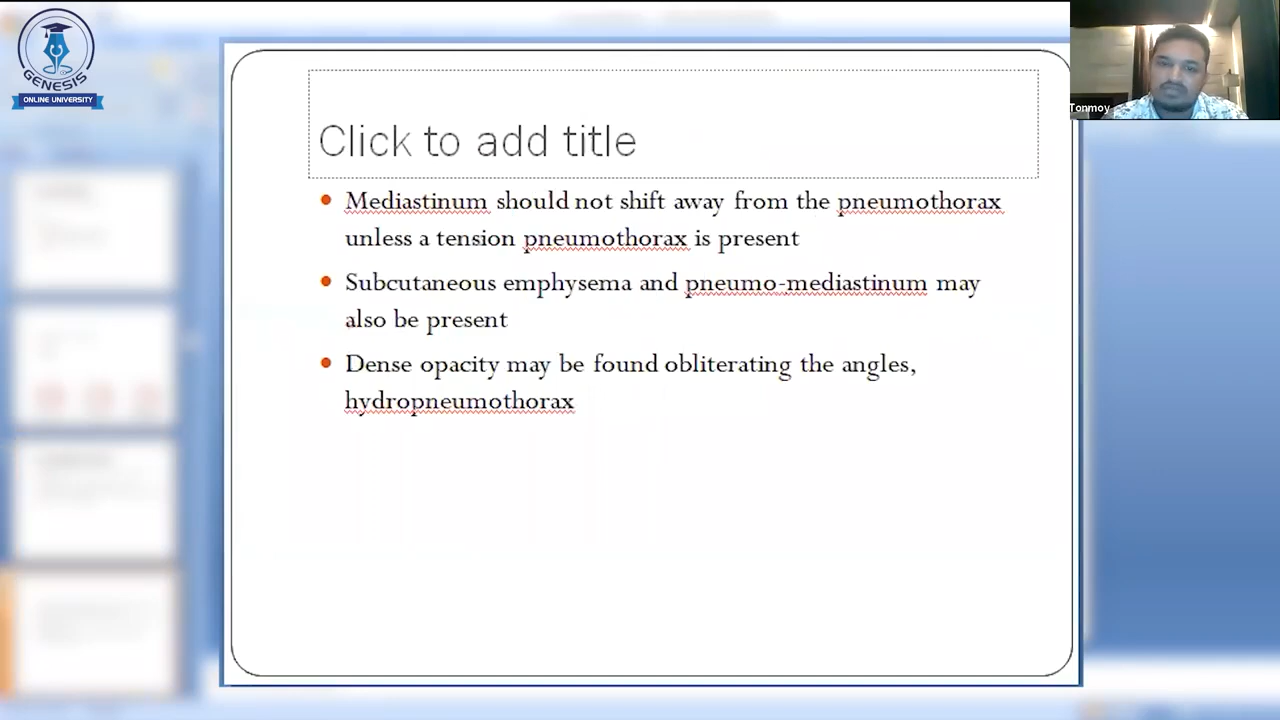 GENESIS
ONLINE UNIVERSITY
Tonmoy
Click to add title
Mediastinum should not shift away from the pneumothorax
unless a tension pneumothorax is present
Subcutaneous emphysema and pneumo-mediastinum may
also be present
Dense opacity may be found obliterating the angles,
hydropneumothorax